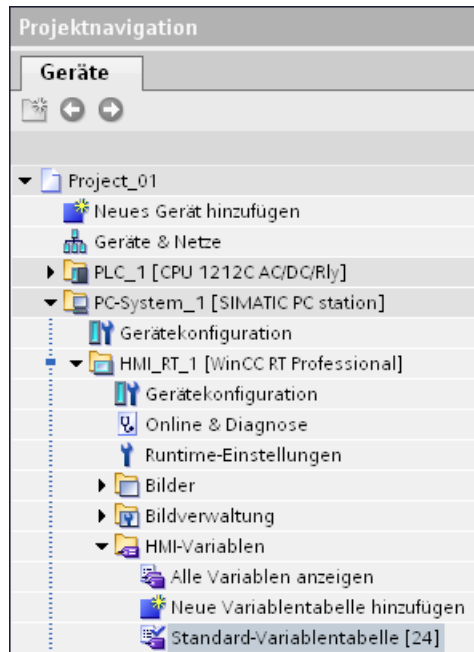 Projektnavigation
Geräte
Project_01
Neues Gerät hinzufügen
Geräte & Netze
PLC_1 [CPU 1212C AC/DC/Rly]
PC-System_1 [SIMATIC PC station]
Gerätekonfiguration
HMI_RT_1 [WinCC RT Professional]
Gerätekonfiguration
Online & Diagnose
Runtime-Einstellungen
Bilder
Bildverwaltung
HMI-Variablen
Alle Variablen anzeigen
Neue Variablentabelle hinzufügen
Standard-Variablentabelle [24]